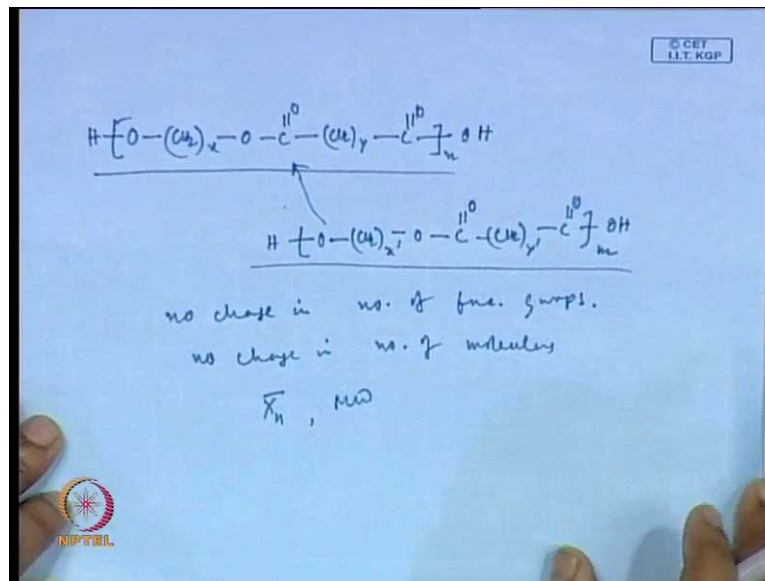 © CET
I.I.T. KGP
H-[O-(CH2)x-O-C(=O)-(CH2)y-C(=O)]n-OH
H-[O-(CH2)x'-O-C(=O)-(CH2)y'-C(=O)]m-OH
no change in no. of func. groups.
no change in no. of molecules
X̄n, MW
NPTEL